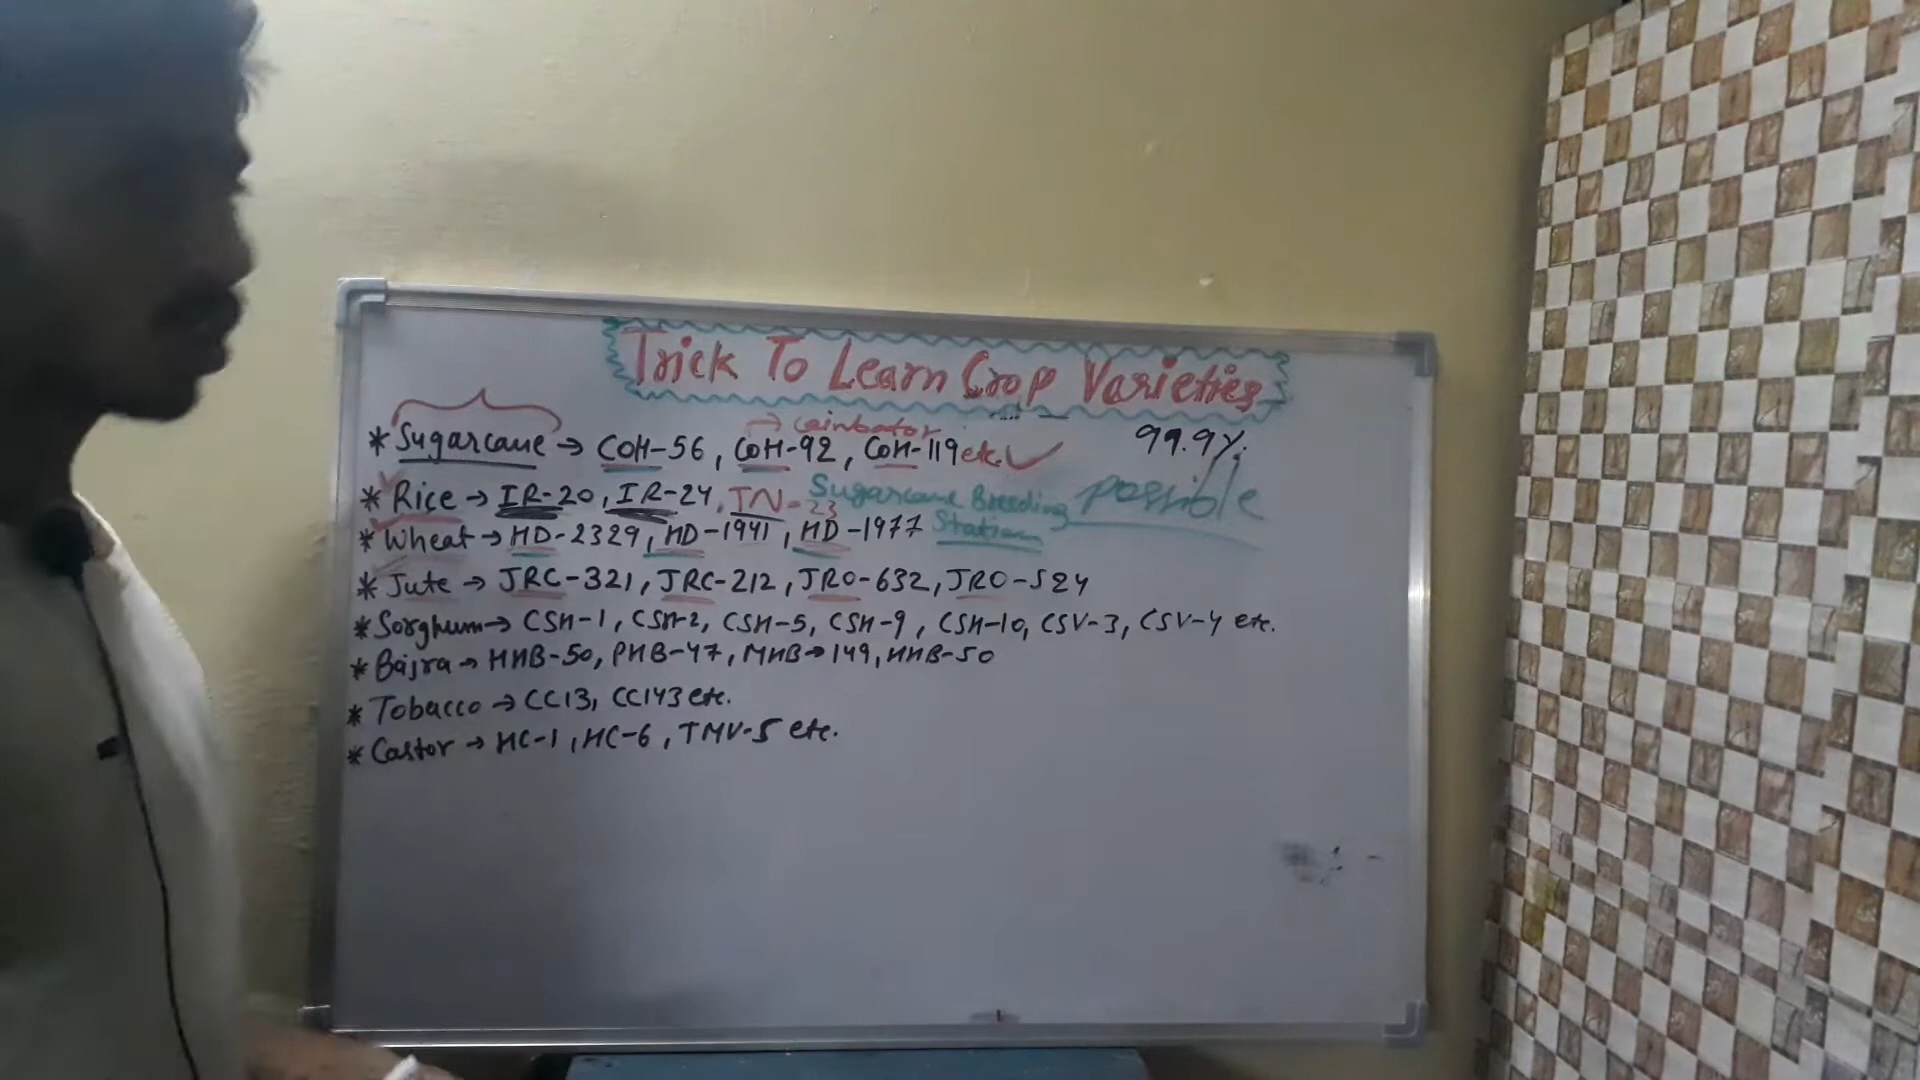 Trick To Learn Crop Varieties
→ Coinbator
* Sugarcane → COH-56, COH-92, COH-119 etc. ✓ 99.9%
* Rice → IR-20, IR-24, TN-23 Sugarcane Breeding Station possible
* Wheat → HD-2329, HD-1941, HD-1977
* Jute → JRC-321, JRC-212, JRO-632, JRO-524
* Sorghum → CSH-1, CSH-2, CSH-5, CSH-9, CSH-10, CSV-3, CSV-4 etc.
* Bajra → HHB-50, PHB-47, MHB→149, HHB-50
* Tobacco → CC13, CC143 etc.
* Castor → HC-1, HC-6, TMV-5 etc.